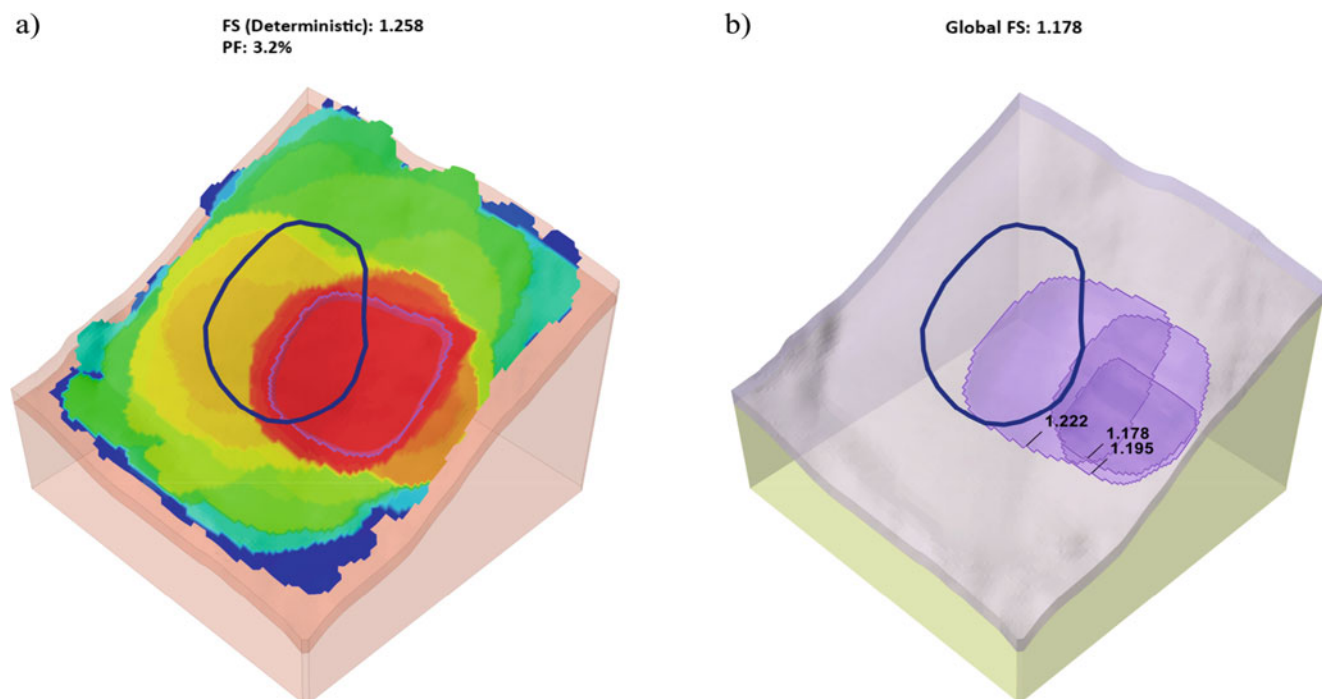 a)
FS (Deterministic): 1.258
PF: 3.2%
b)
Global FS: 1.178
1.222
1.178
1.195